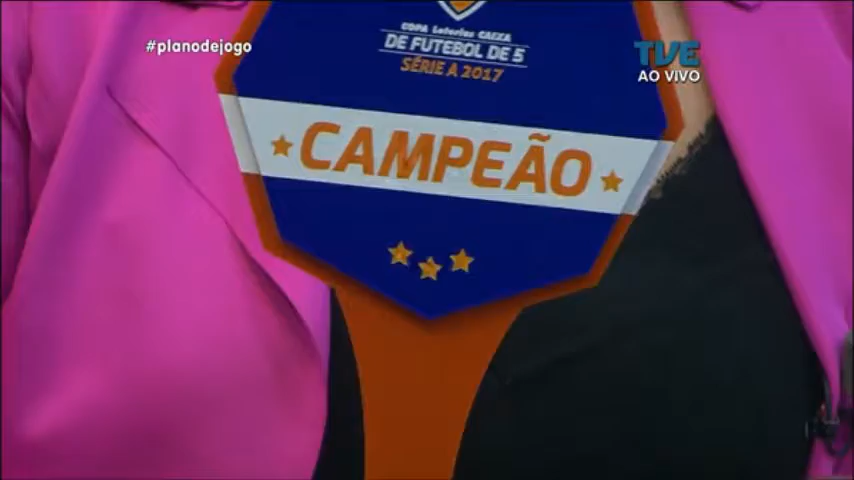 #planodejogo
TVE
AO VIVO
COPA Loterias CAIXA
DE FUTEBOL DE 5
SÉRIE A 2017
CAMPEÃO